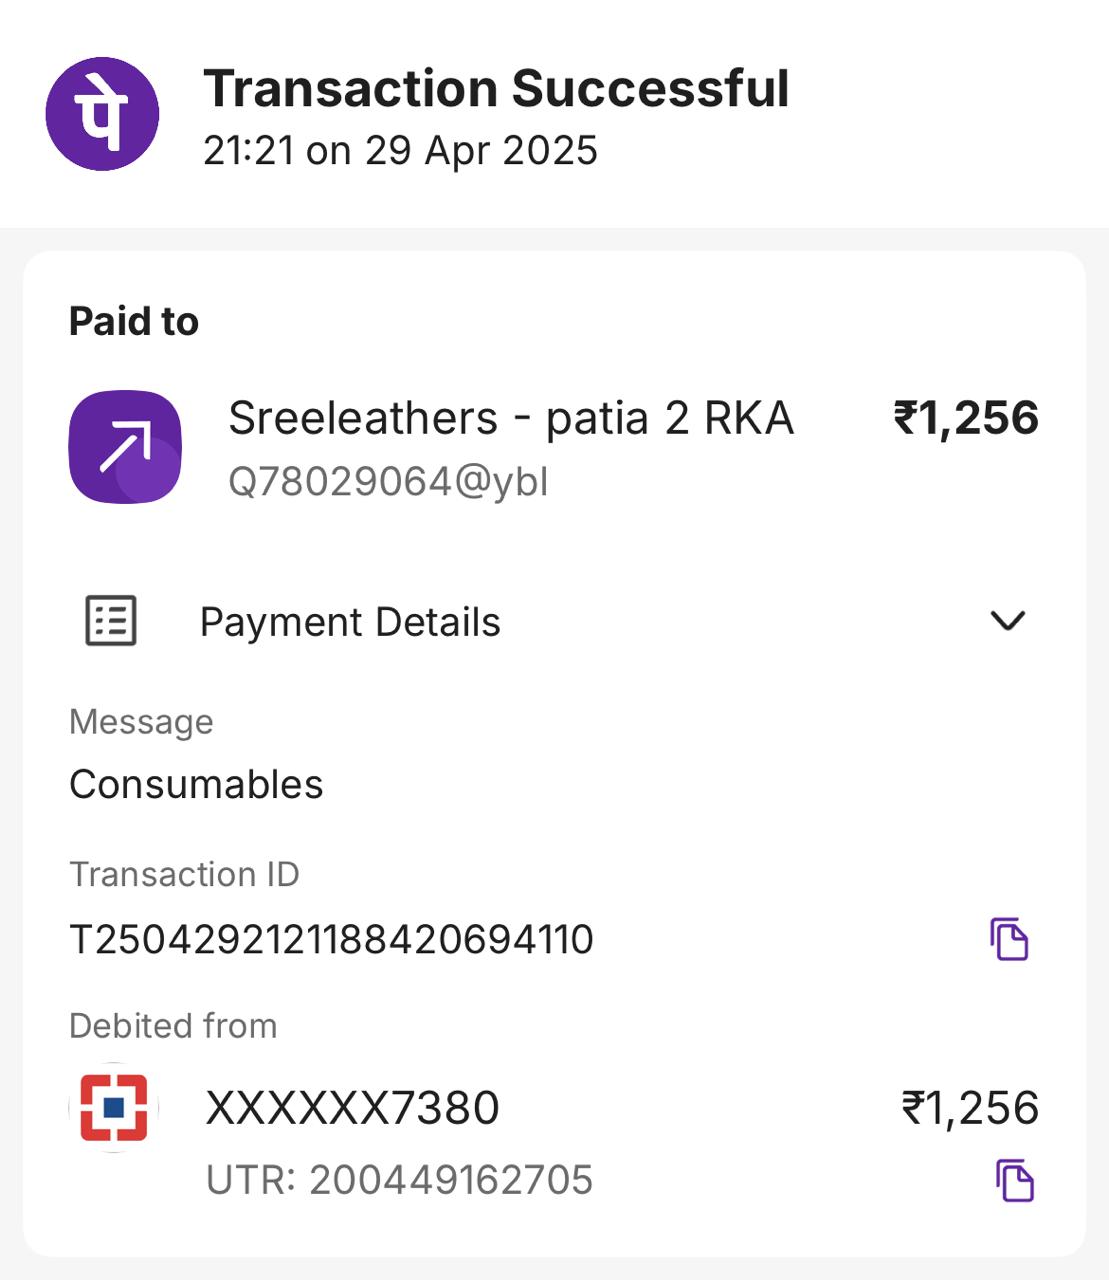 पे
Transaction Successful
21:21 on 29 Apr 2025
Paid to
Sreeleathers - patia 2 RKA ₹1,256
Q78029064@ybl
Payment Details
Message
Consumables
Transaction ID
T2504292121188420694110
Debited from
XXXXXX7380 ₹1,256
UTR: 200449162705